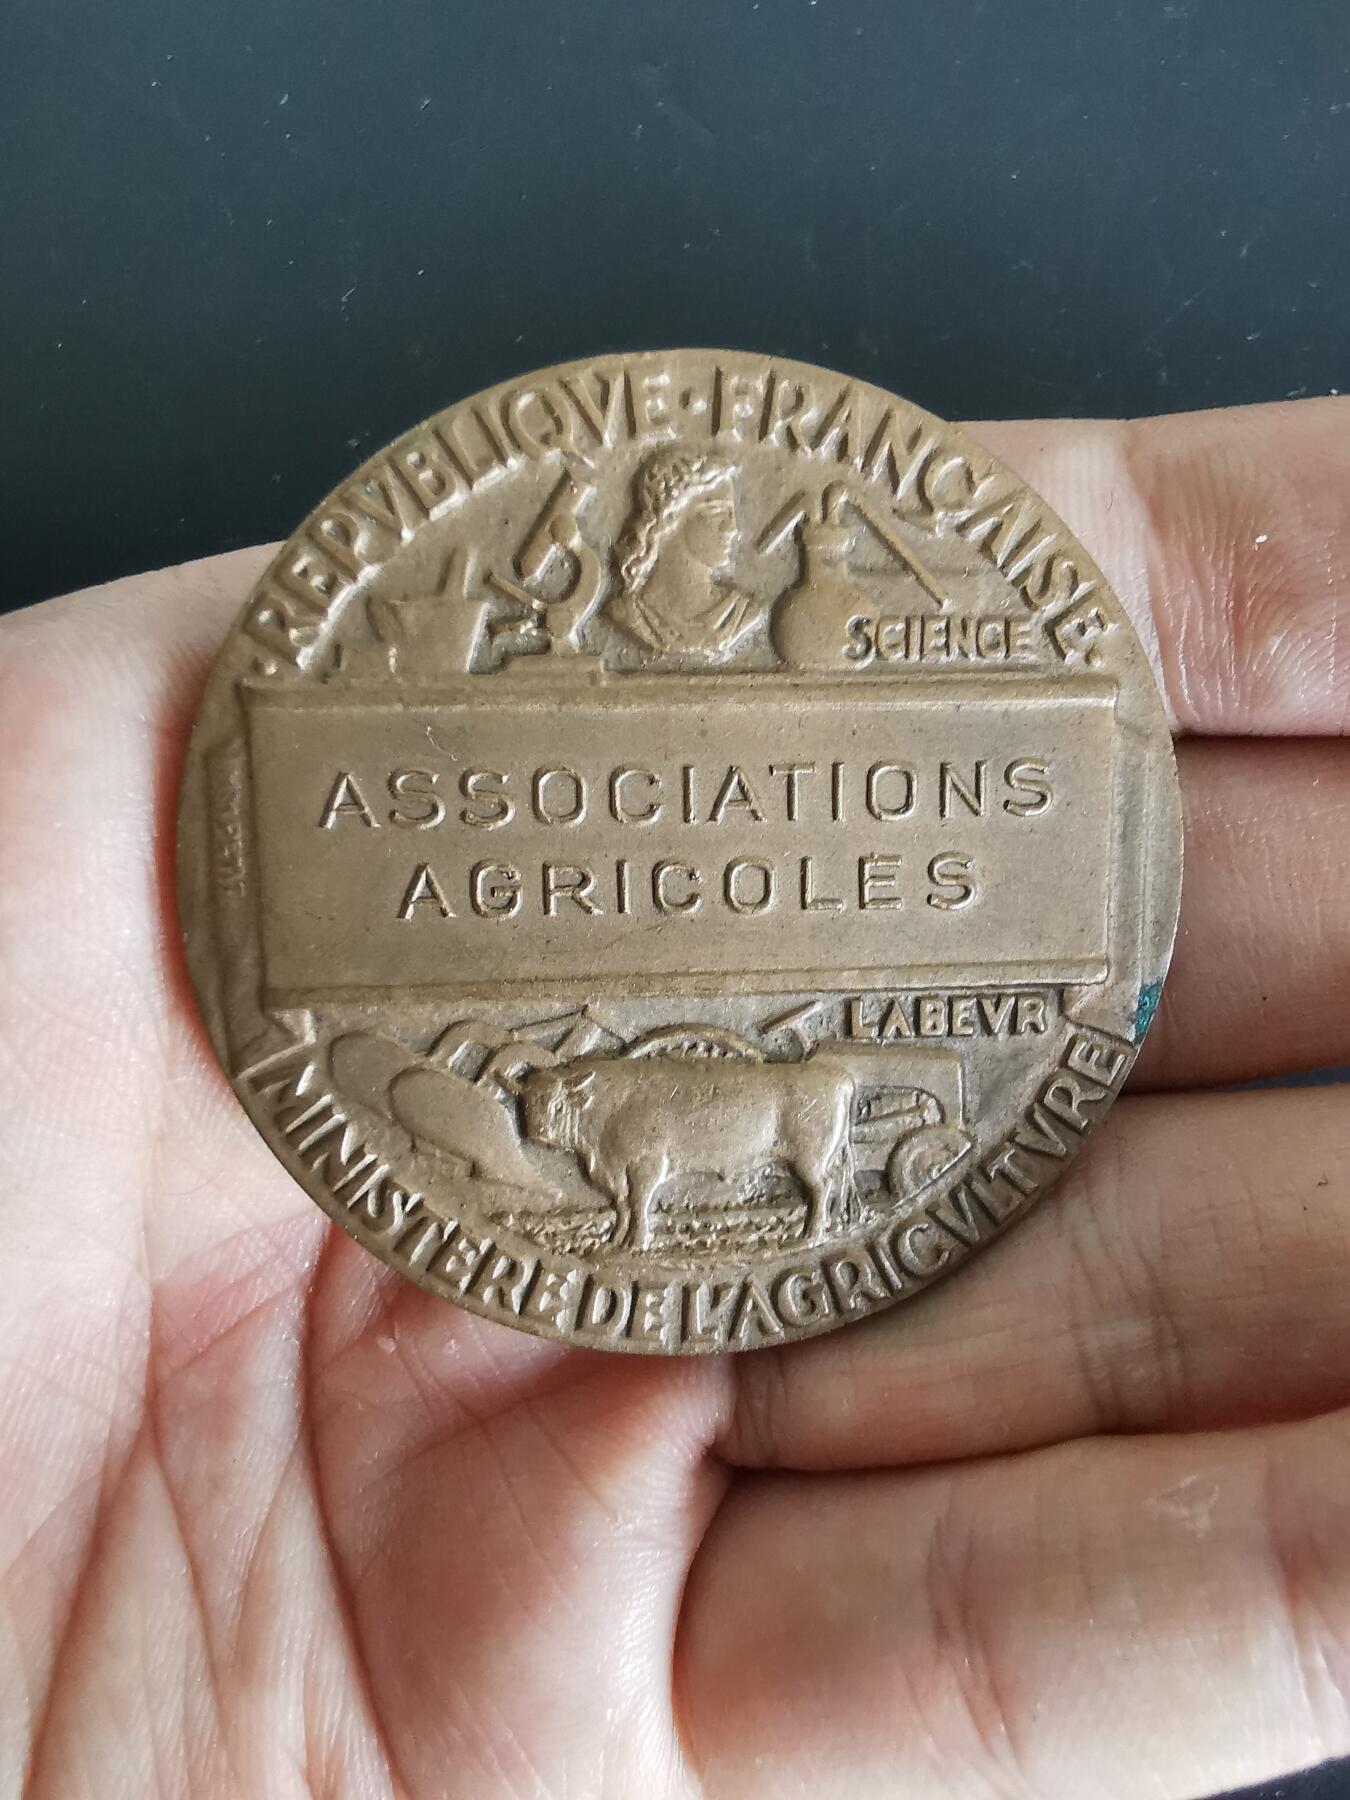 REPVBLIQVE · FRANÇAISE
SCIENCE
ASSOCIATIONS
AGRICOLES
LABEVR
MINISTERE DE L'AGRICVLTVRE